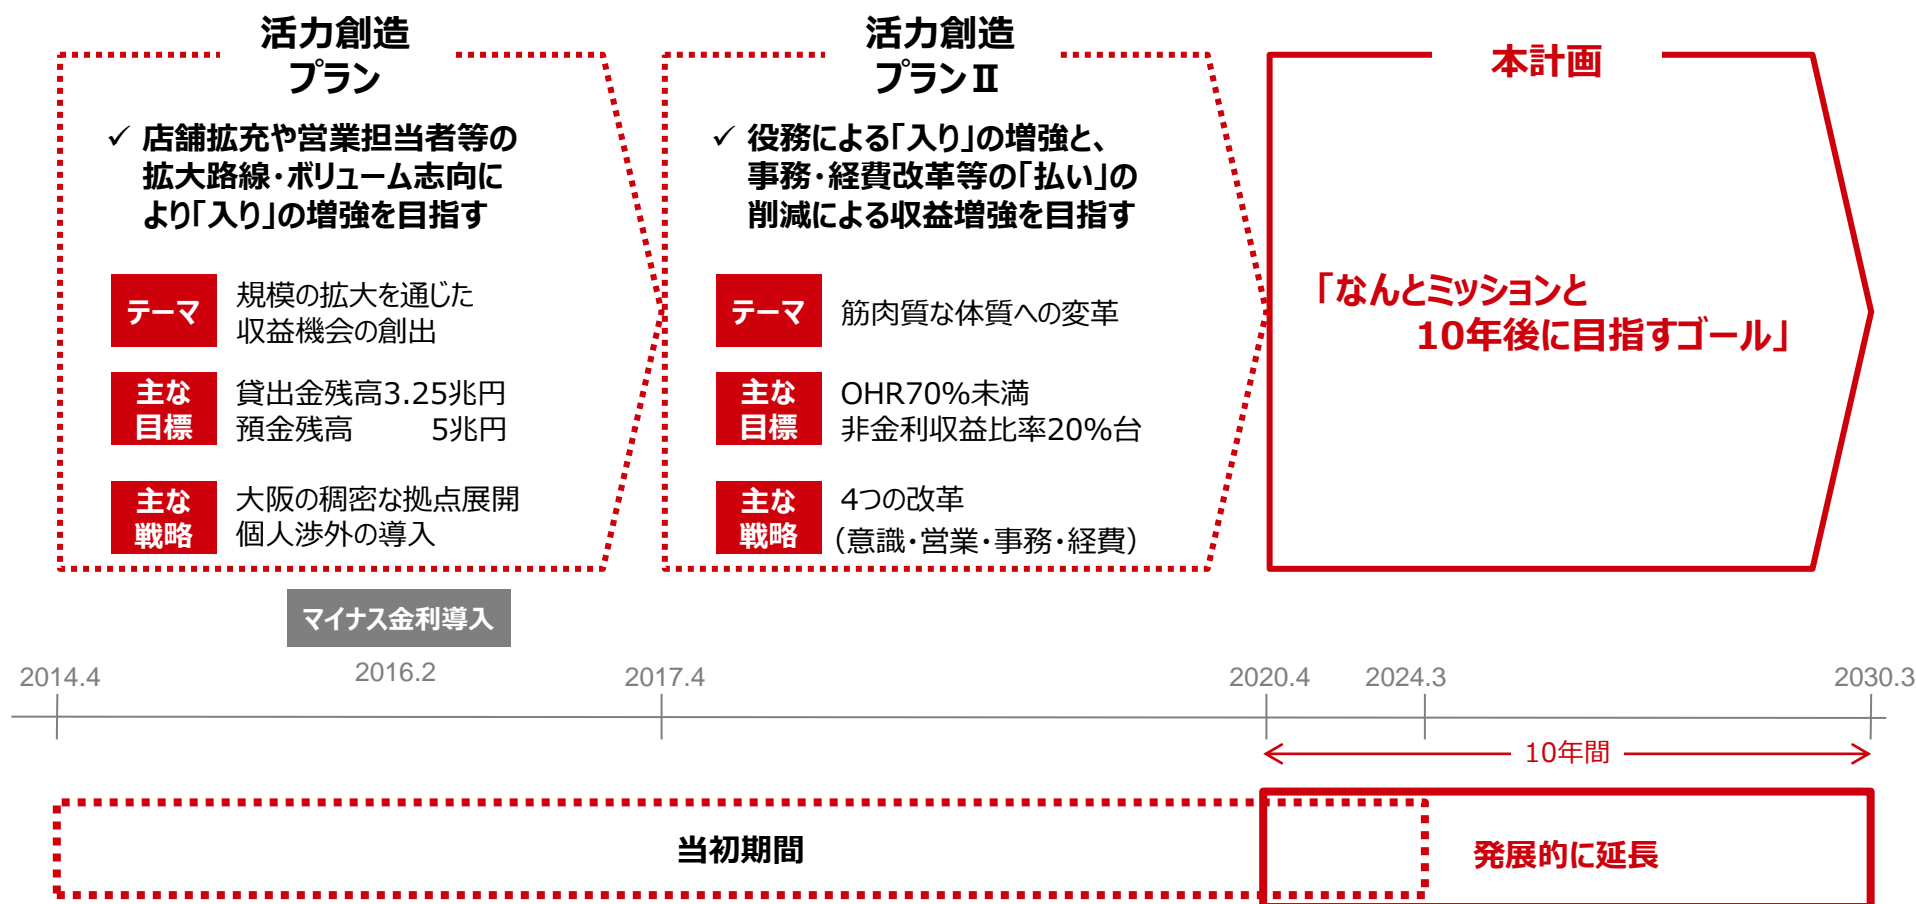 活力創造
プラン
✓ 店舗拡充や営業担当者等の
拡大路線・ボリューム志向に
より「入り」の増強を目指す
テーマ
規模の拡大を通じた
収益機会の創出
主な
目標
貸出金残高3.25兆円
預金残高 5兆円
主な
戦略
大阪の稠密な拠点展開
個人渉外の導入
活力創造
プランⅡ
✓ 役務による「入り」の増強と、
事務・経費改革等の「払い」の
削減による収益増強を目指す
テーマ
筋肉質な体質への変革
主な
目標
OHR70%未満
非金利収益比率20%台
主な
戦略
4つの改革
（意識・営業・事務・経費）
本計画
「なんとミッションと
10年後に目指すゴール」
マイナス金利導入
2014.4
2016.2
2017.4
2020.4
2024.3
2030.3
10年間
当初期間
発展的に延長